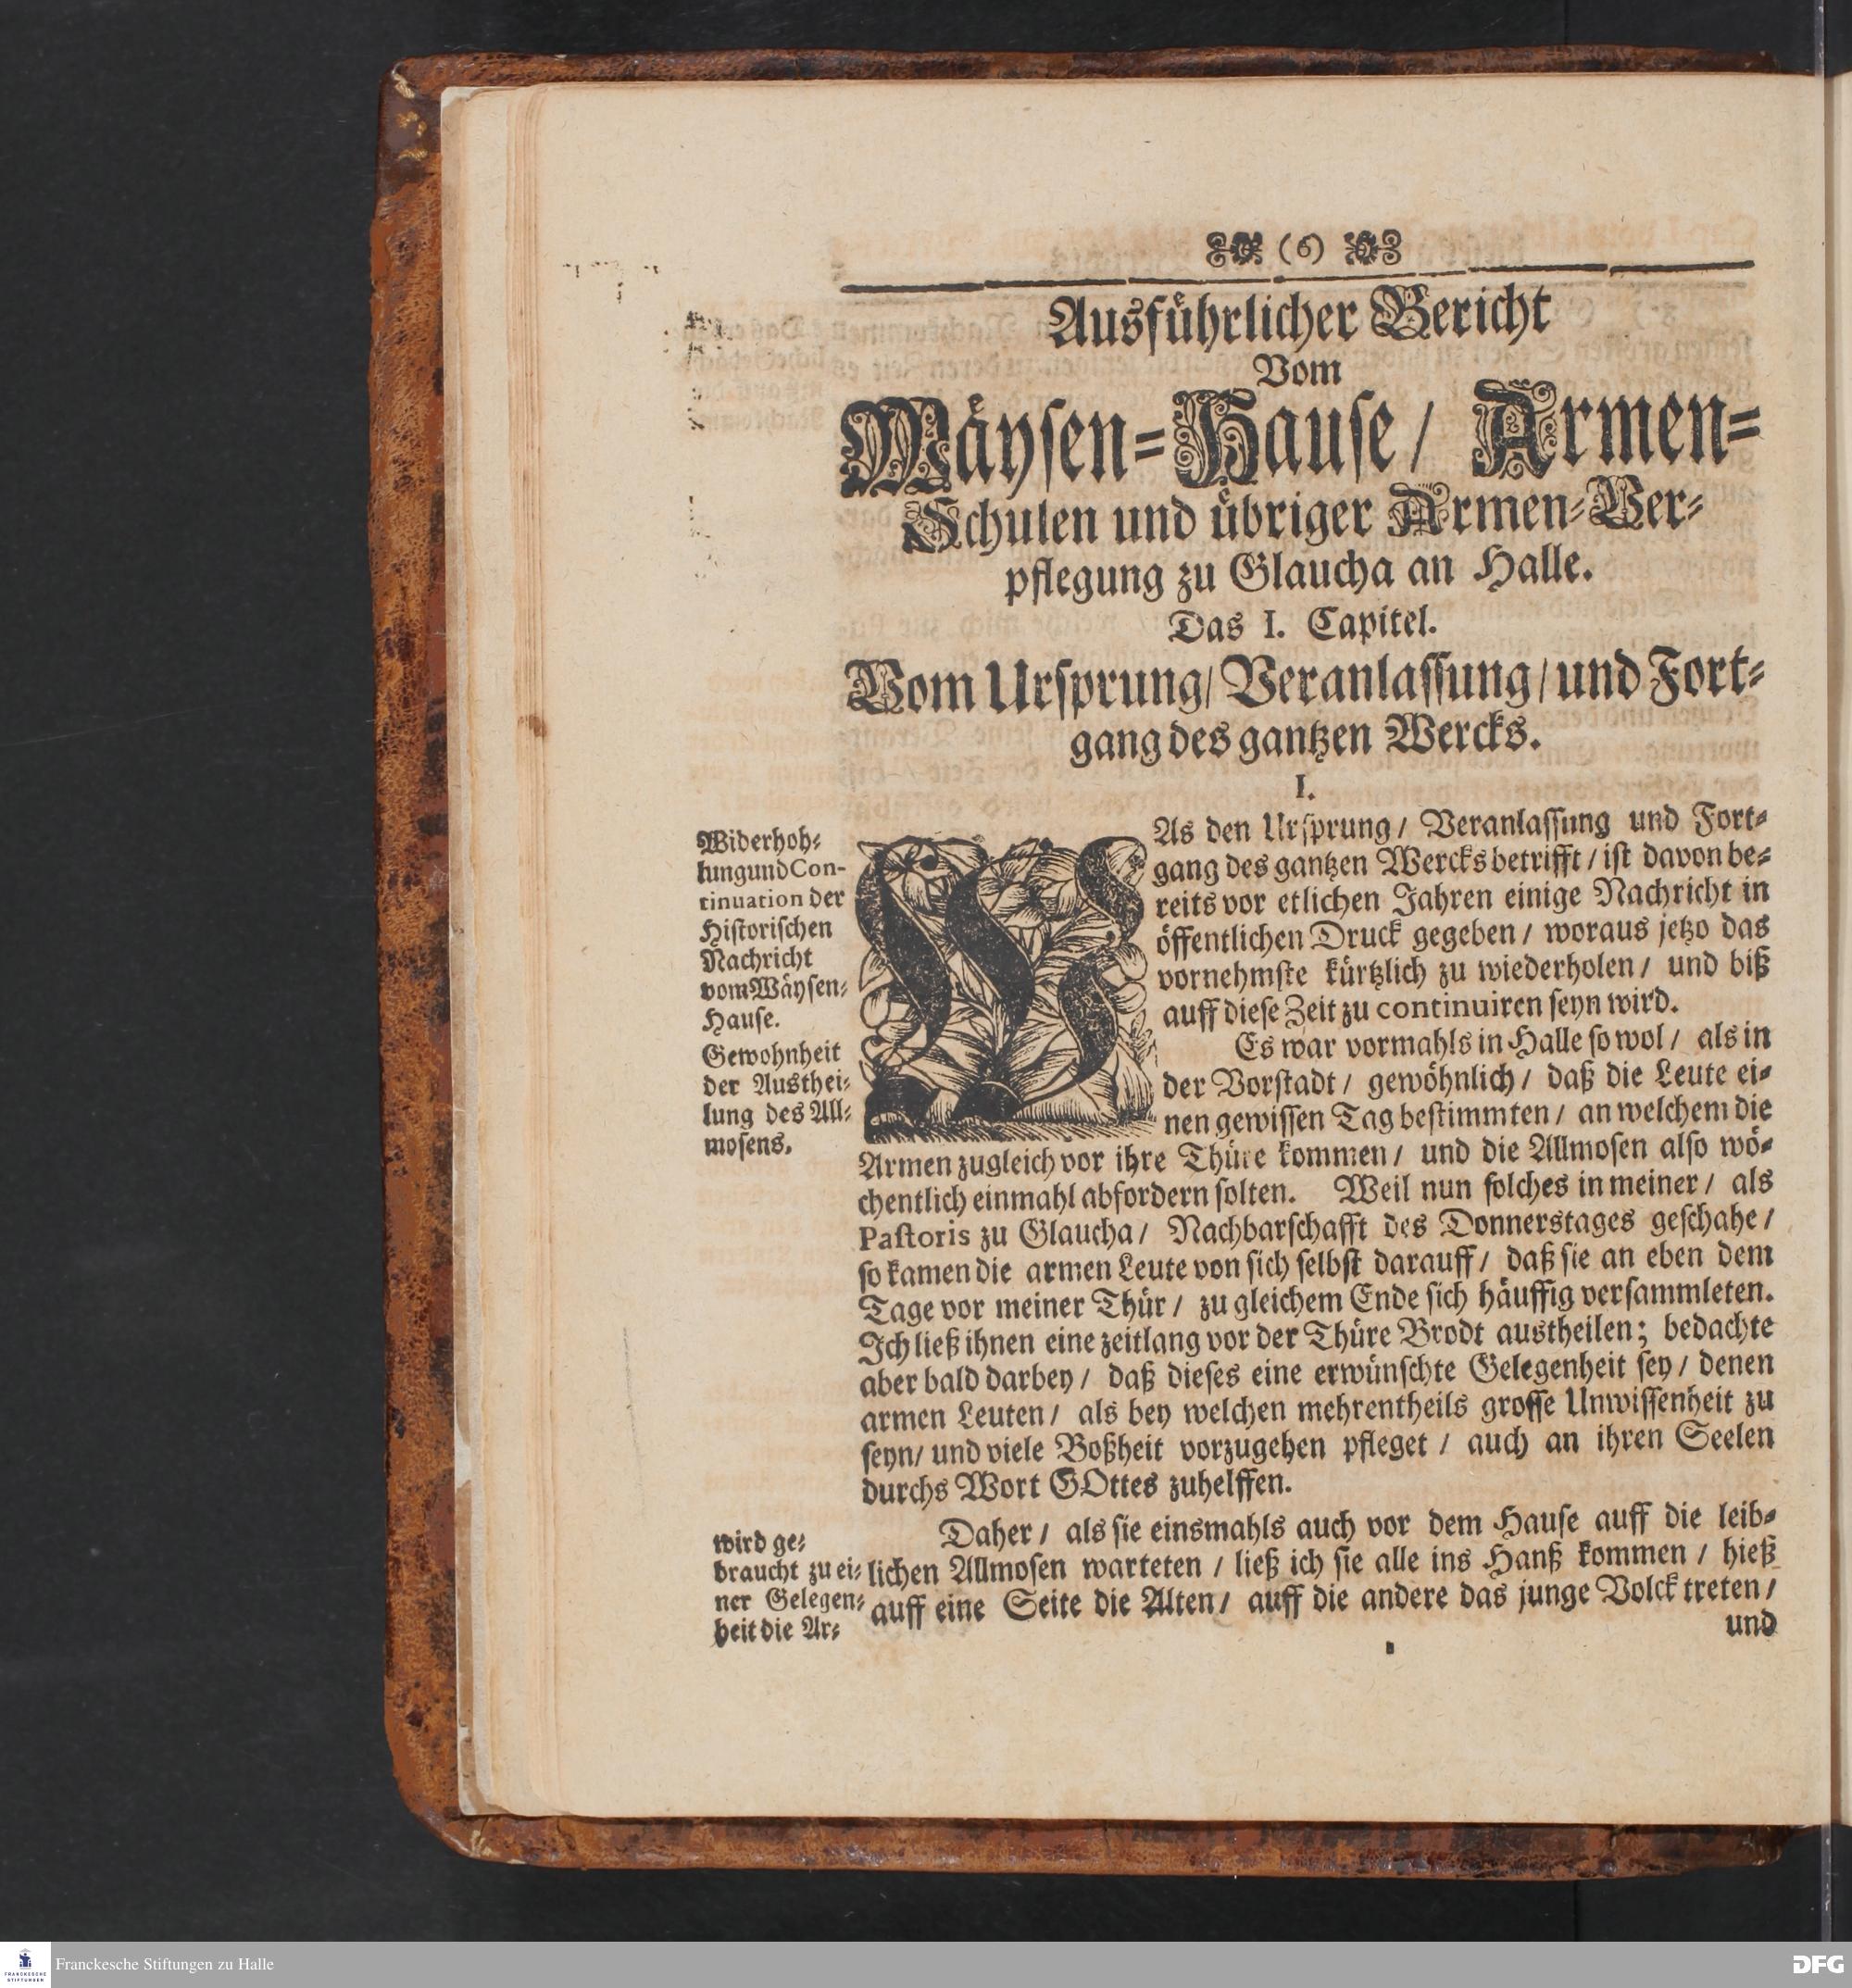 (6)
Ausführlicher Bericht
Vom
Wäysen-Hause/ Armen-
Schulen und übriger Armen-Ver-
pflegung zu Glaucha an Halle.
Das I. Capitel.
Vom Ursprung/ Veranlassung/ und Fort-
gang des gantzen Wercks.
I.
Widerhoh-
lung und Con-
tinuation der
Historischen
Nachricht
vom Wäysen-
Hause.
Gewohnheit
der Austhei-
lung des All-
mosens.
WAs den Ursprung/ Veranlassung und Fort-
gang des gantzen Wercks betrifft/ ist davon be-
reits vor etlichen Jahren einige Nachricht in
öffentlichen Druck gegeben/ woraus jetzo das
vornehmste kürtzlich zu wiederholen/ und biß
auff diese Zeit zu continuiren seyn wird.
Es war vormahls in Halle so wol/ als in
der Vorstadt/ gewöhnlich/ daß die Leute ei-
nen gewissen Tag bestimmten/ an welchem die
Armen zugleich vor ihre Thüre kommen/ und die Allmosen also wö-
chentlich einmahl abfordern solten. Weil nun solches in meiner/ als
Pastoris zu Glaucha/ Nachbarschafft des Donnerstages geschahe/
so kamen die armen Leute von sich selbst darauff/ daß sie an eben dem
Tage vor meiner Thür/ zu gleichem Ende sich häuffig versammleten.
Ich ließ ihnen eine zeitlang vor der Thüre Brodt austheilen; bedachte
aber bald darbey/ daß dieses eine erwünschte Gelegenheit sey/ denen
armen Leuten/ als bey welchen mehrentheils grosse Unwissenheit zu
seyn/ und viele Boßheit vorzugehen pfleget/ auch an ihren Seelen
durchs Wort GOttes zuhelffen.
wird ge-
braucht zu ei-
ner Gelegen-
heit die Ar-
Daher/ als sie einsmahls auch vor dem Hause auff die leib-
lichen Allmosen warteten/ ließ ich sie alle ins Hanß kommen/ hieß
auff eine Seite die Alten/ auff die andere das junge Volck treten/
und
FRANCKESCHE
STIFTUNGEN
Franckesche Stiftungen zu Halle
DFG